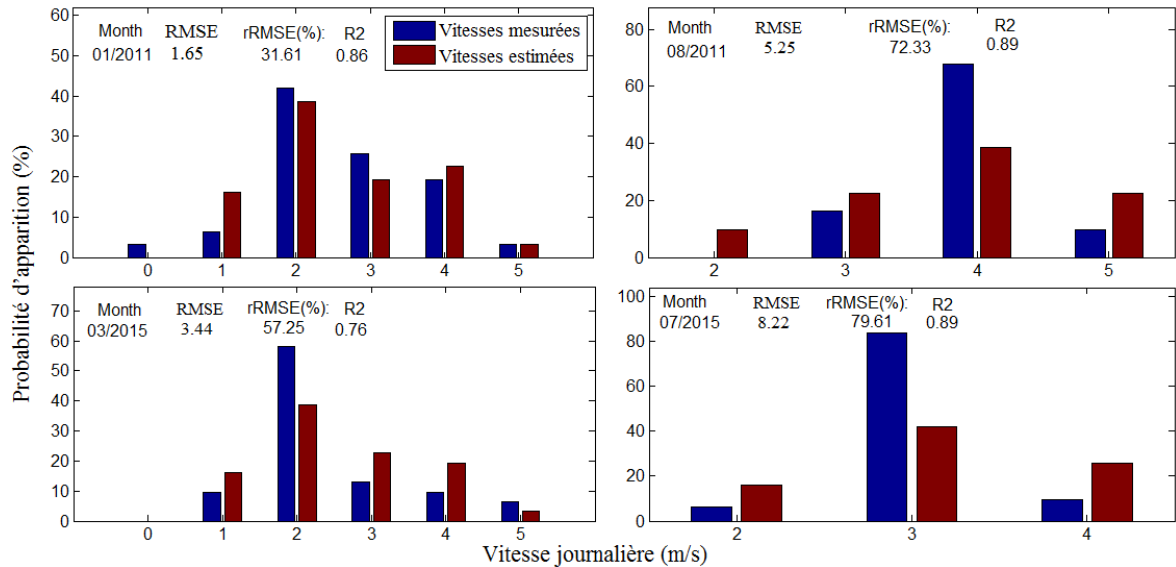 Probabilité d'apparition (%)
60
50
40
30
20
10
0
Month RMSE rRMSE(%): R2
01/2011 1.65 31.61 0.86
Vitesses mesurées
Vitesses estimées
0 1 2 3 4 5
80
60
40
20
0
Month RMSE rRMSE(%): R2
08/2011 5.25 72.33 0.89
2 3 4 5
70
60
50
40
30
20
10
0
Month RMSE rRMSE(%): R2
03/2015 3.44 57.25 0.76
0 1 2 3 4 5
100
80
60
40
20
0
Month RMSE rRMSE(%): R2
07/2015 8.22 79.61 0.89
2 3 4
Vitesse journalière (m/s)